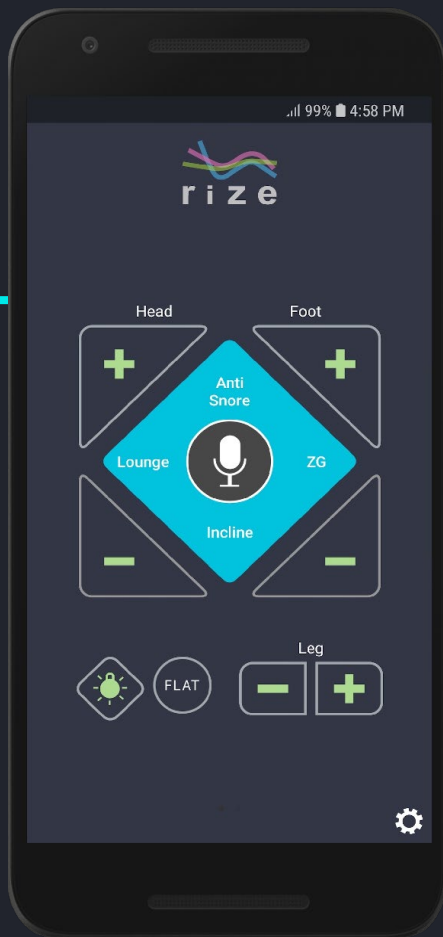 99% 4:58 PM
rize
Head Foot
Anti
Snore
Lounge ZG
Incline
Leg
FLAT